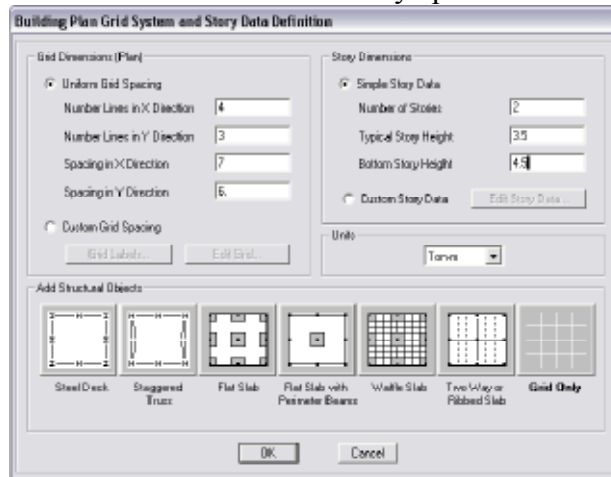 Building Plan Grid System and Story Data Definition
Grid Dimensions (Plan)
Uniform Grid Spacing
Number Lines in X Direction 4
Number Lines in Y Direction 3
Spacing in X Direction 7
Spacing in Y Direction 6.
Custom Grid Spacing
Grid Labels... Edit Grid...
Story Dimensions
Simple Story Data
Number of Stories 2
Typical Story Height 3.5
Bottom Story Height 4.5
Custom Story Data Edit Story Data...
Units
Ton-m
Add Structural Objects
Steel Deck
Staggered
Truss
Flat Slab
Flat Slab with
Perimeter Beams
Waffle Slab
Two Way or
Ribbed Slab
Grid Only
OK Cancel